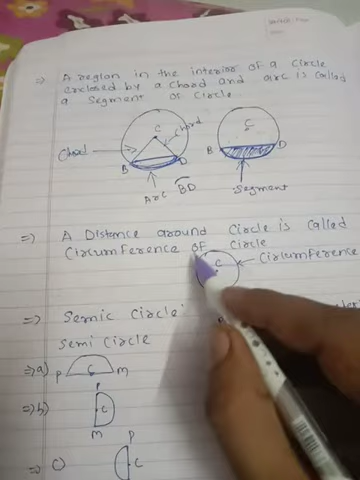 => A region in the interior of a circle
enclosed by a chord and arc is called
a segment of circle.
C
chord
Chord
B D
Arc BD
C
B D
segment
=> A Distance around circle is called
Circumference of circle
C
Circumference
=> Semic Circle
semi circle
=> a) P C M
=> b) P
C
M
=> c) P
C